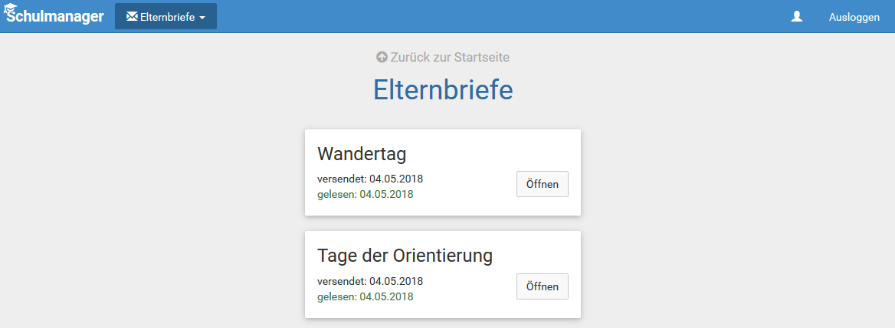 Schulmanager
Elternbriefe
Ausloggen
Zurück zur Startseite
Elternbriefe
Wandertag
versendet: 04.05.2018
gelesen: 04.05.2018
Öffnen
Tage der Orientierung
versendet: 04.05.2018
gelesen: 04.05.2018
Öffnen